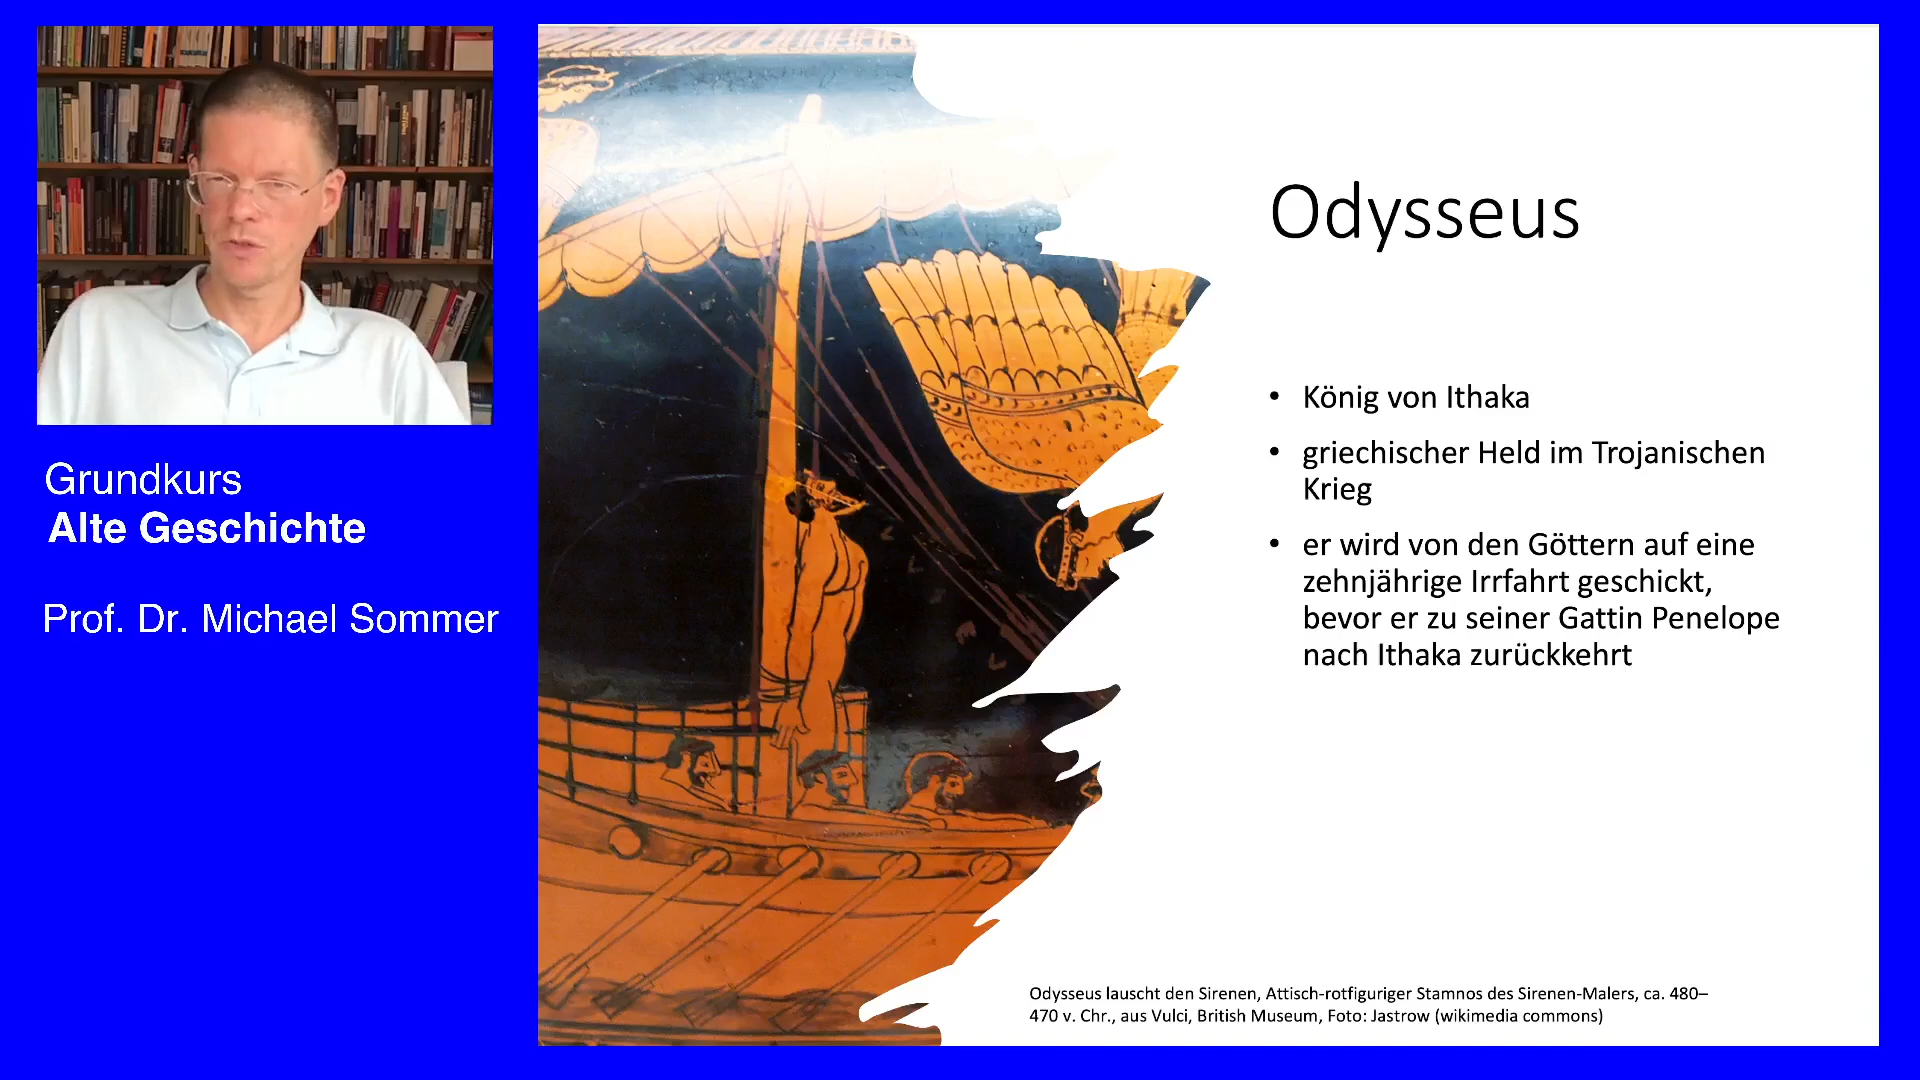 Grundkurs
Alte Geschichte
Prof. Dr. Michael Sommer
Odysseus
• König von Ithaka
• griechischer Held im Trojanischen
Krieg
• er wird von den Göttern auf eine
zehnjährige Irrfahrt geschickt,
bevor er zu seiner Gattin Penelope
nach Ithaka zurückkehrt
Odysseus lauscht den Sirenen, Attisch-rotfiguriger Stamnos des Sirenen-Malers, ca. 480–
470 v. Chr., aus Vulci, British Museum, Foto: Jastrow (wikimedia commons)